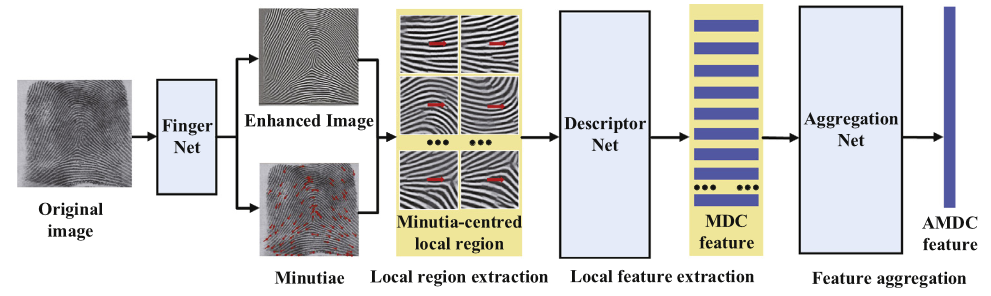 Original
image
Finger
Net
Enhanced Image
Minutiae
Minutia-centred
local region
Local region extraction
Descriptor
Net
Local feature extraction
MDC
feature
Aggregation
Net
Feature aggregation
AMDC
feature